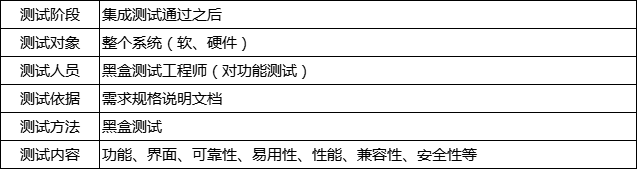 测试阶段 集成测试通过之后
测试对象 整个系统（软、硬件）
测试人员 黑盒测试工程师（对功能测试）
测试依据 需求规格说明文档
测试方法 黑盒测试
测试内容 功能、界面、可靠性、易用性、性能、兼容性、安全性等